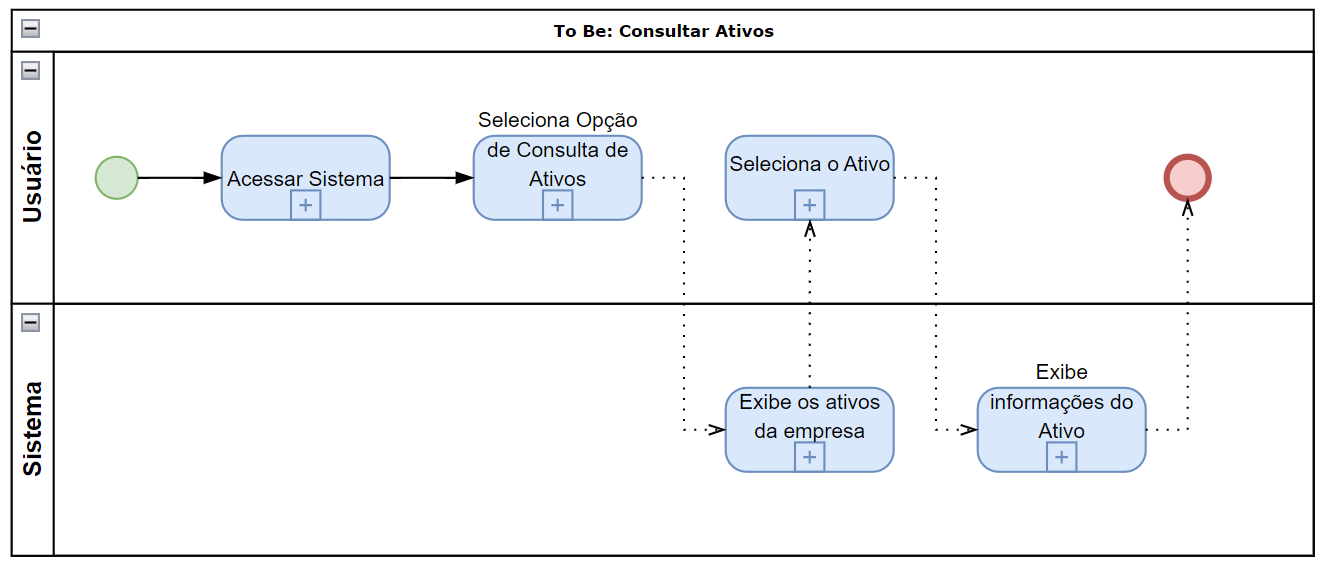 To Be: Consultar Ativos
Usuário
Acessar Sistema
Seleciona Opção
de Consulta de
Ativos
Seleciona o Ativo
Sistema
Exibe os ativos
da empresa
Exibe
informações do
Ativo